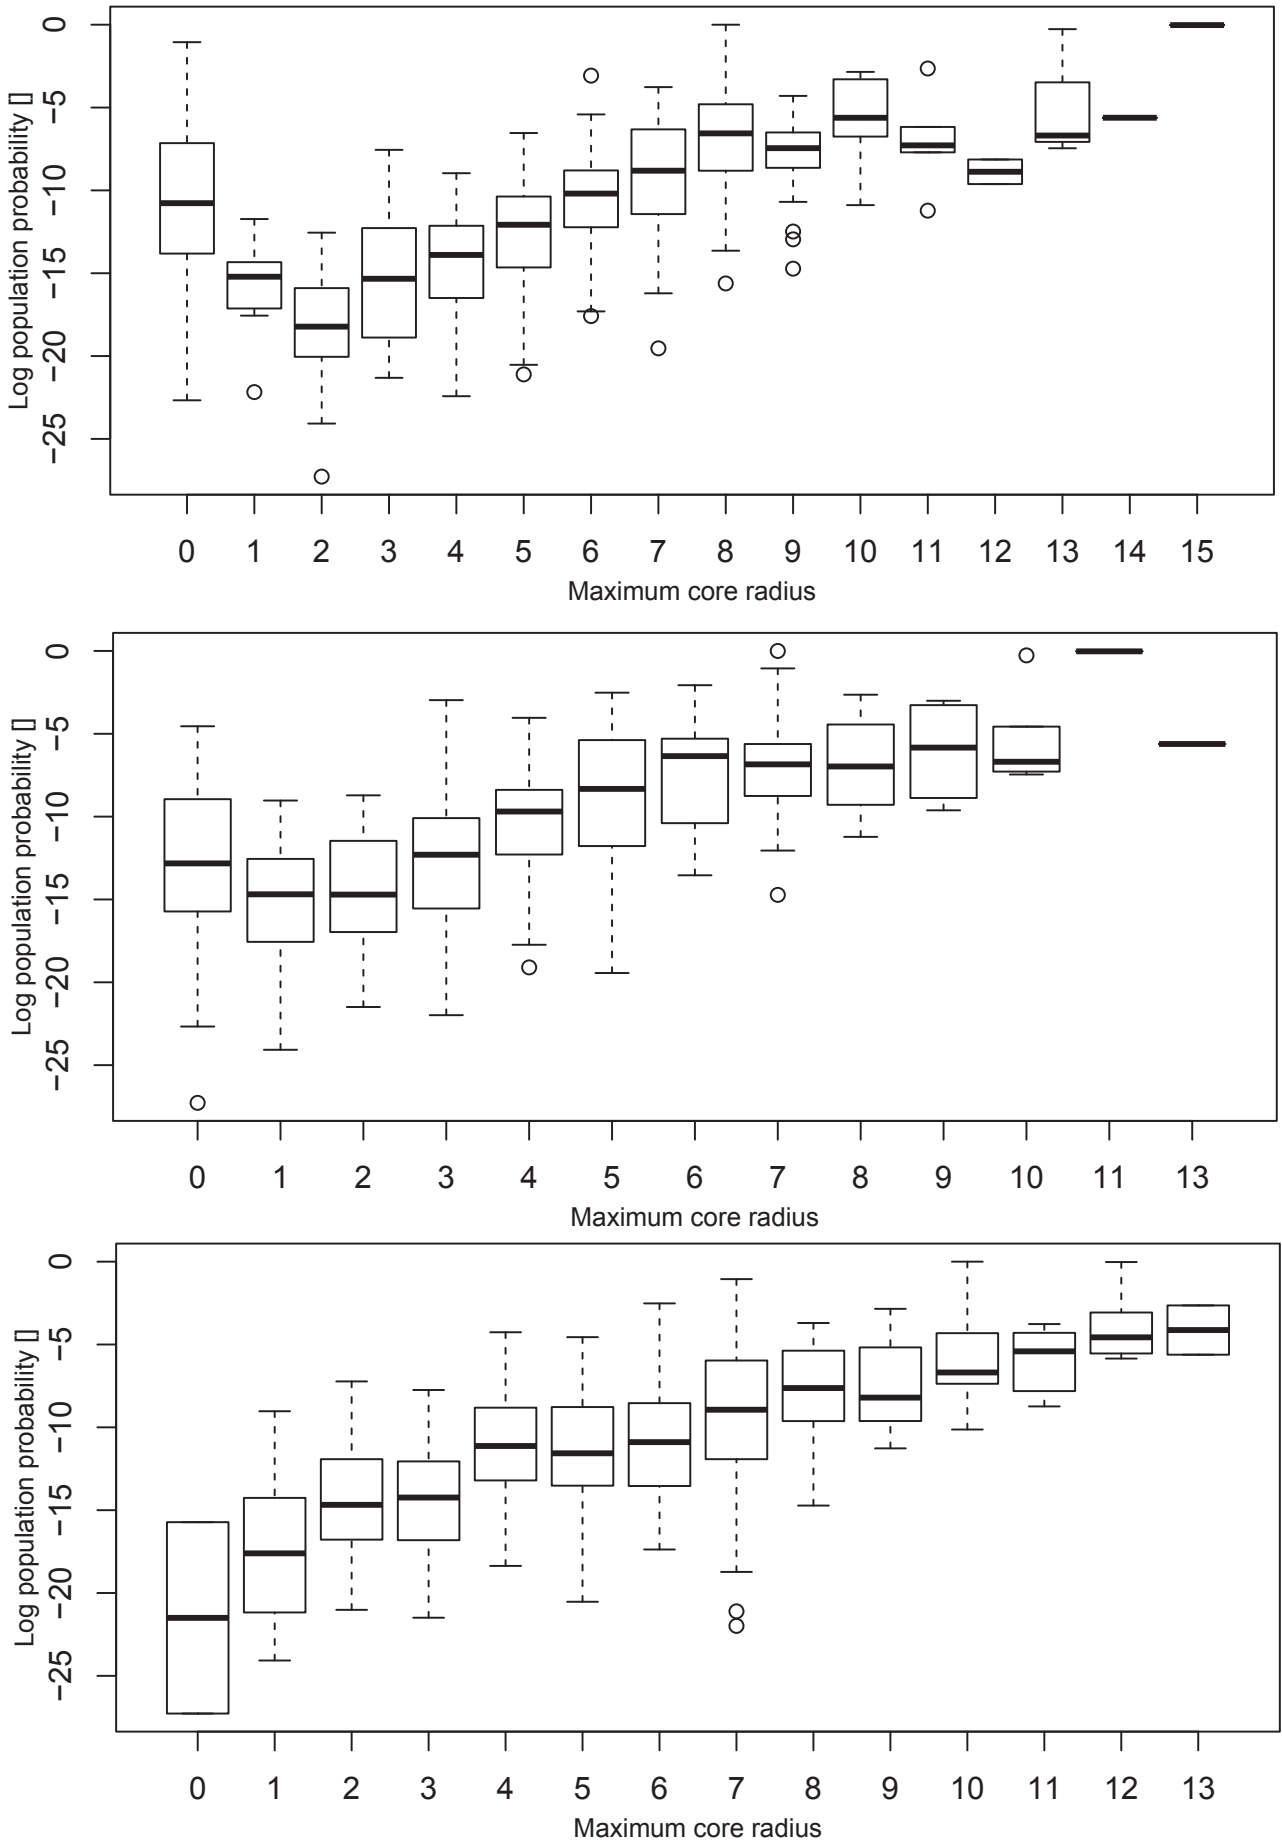 0
−5
−10
−15
−20
−25
Log population probability []
0 1 2 3 4 5 6 7 8 9 10 11 12 13 14 15
Maximum core radius
0
−5
−10
−15
−20
−25
Log population probability []
0 1 2 3 4 5 6 7 8 9 10 11 13
Maximum core radius
0
−5
−10
−15
−20
−25
Log population probability []
0 1 2 3 4 5 6 7 8 9 10 11 12 13
Maximum core radius